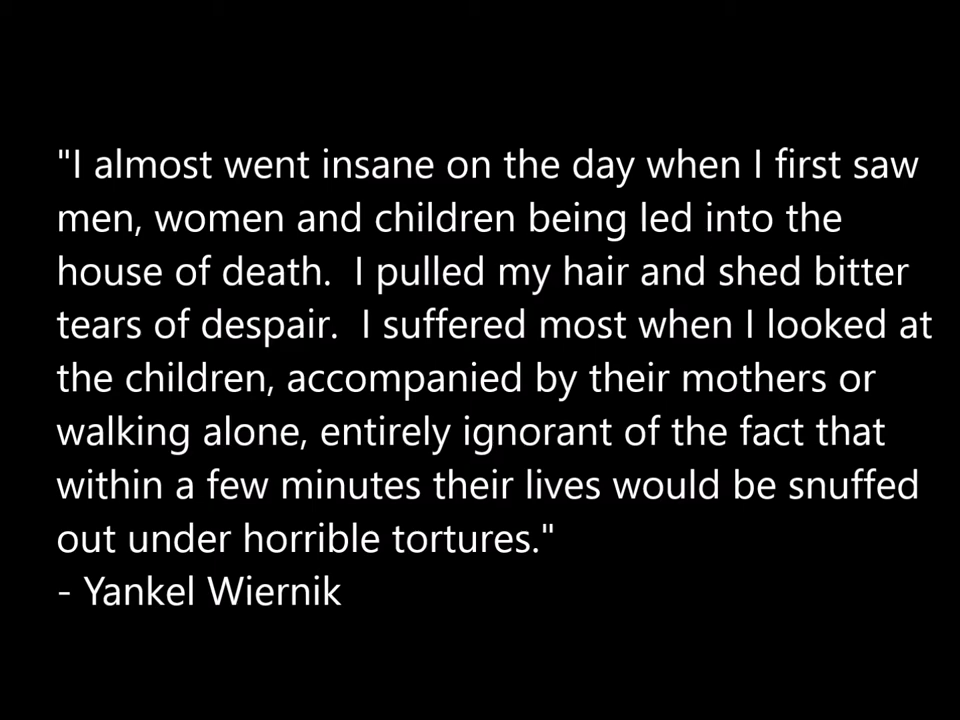 "I almost went insane on the day when I first saw
men, women and children being led into the
house of death.  I pulled my hair and shed bitter
tears of despair.  I suffered most when I looked at
the children, accompanied by their mothers or
walking alone, entirely ignorant of the fact that
within a few minutes their lives would be snuffed
out under horrible tortures."
- Yankel Wiernik